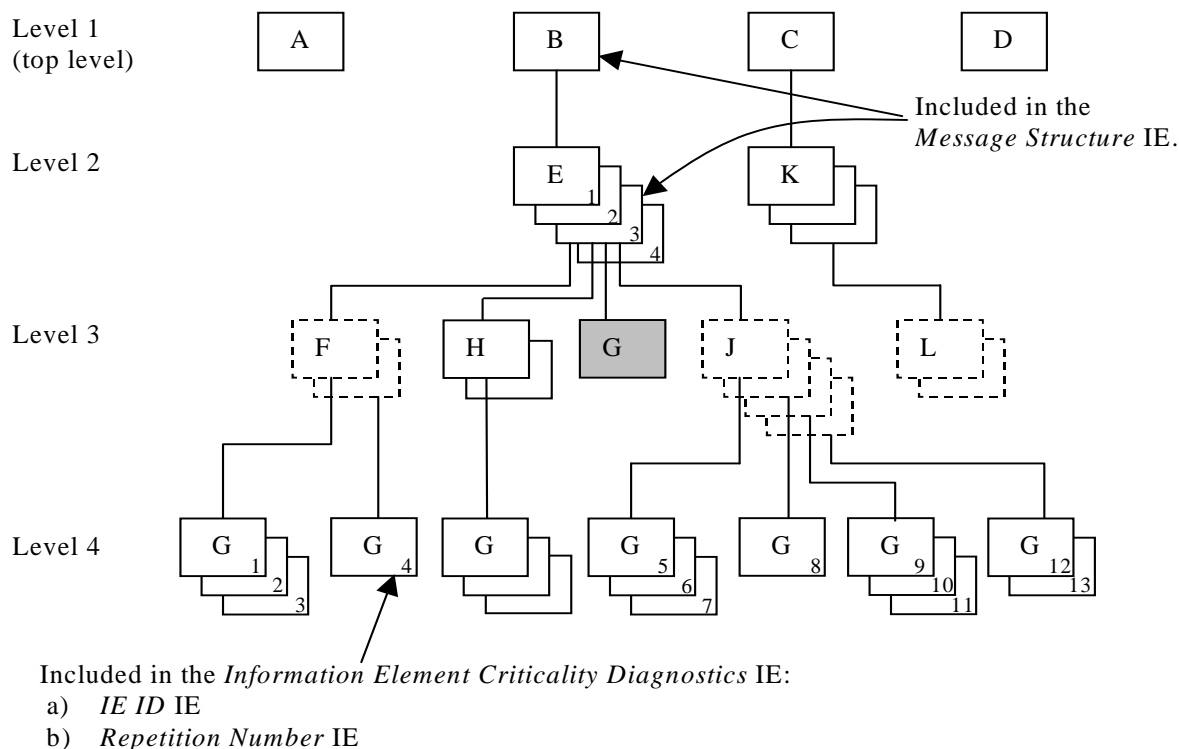 Level 1
(top level)
A
B
C
D
Included in the
Message Structure IE.
Level 2
E
1
2
3
4
K
Level 3
F
H
G
J
L
Level 4
G
1
2
3
G
4
G
G
5
6
7
G
8
G
9
10
11
G
12
13
Included in the Information Element Criticality Diagnostics IE:
a) IE ID IE
b) Repetition Number IE